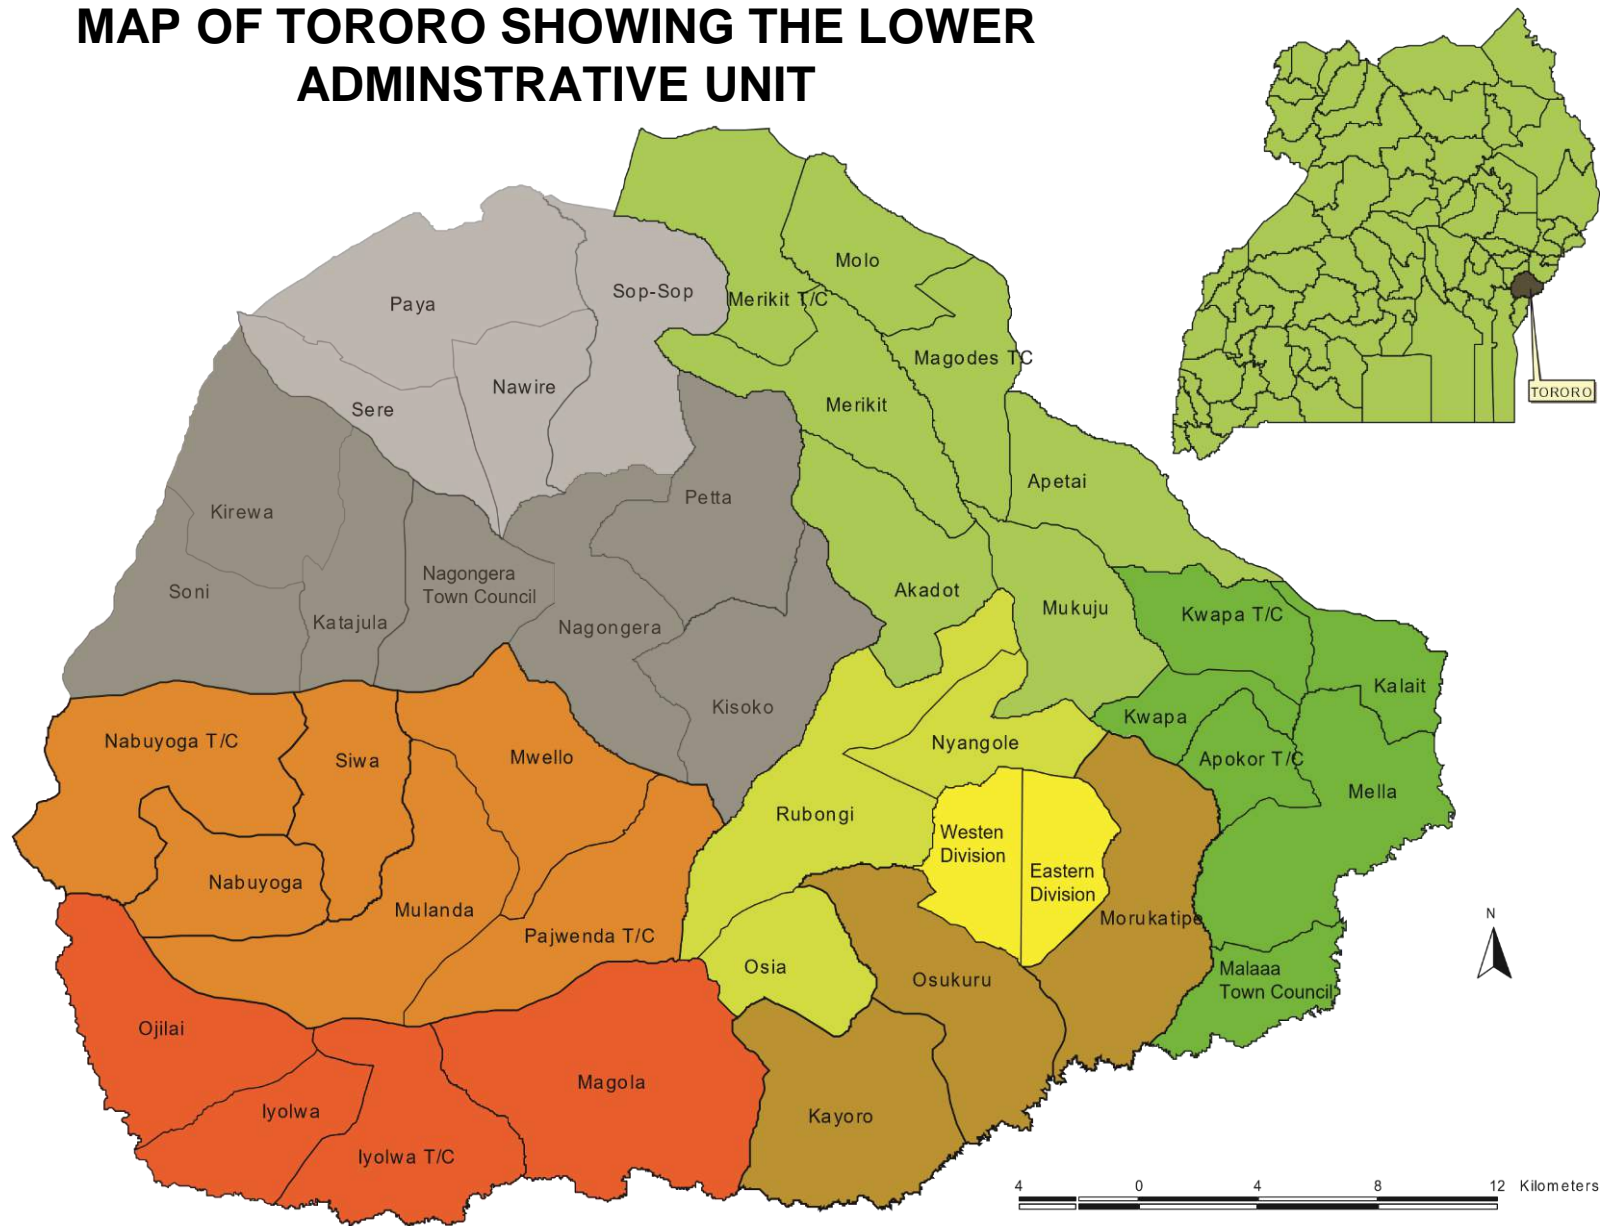 MAP OF TORORO SHOWING THE LOWER
ADMINSTRATIVE UNIT
TORORO
Molo
Merikit T/C
Sop-Sop
Paya
Magodes TC
Nawire
Sere
Merikit
Apetai
Petta
Kirewa
Nagongera
Town Council
Soni
Katajula
Nagongera
Akadot
Mukuju
Kwapa T/C
Kalait
Kisoko
Kwapa
Nabuyoga T/C
Siwa
Mwello
Nyangole
Apokor T/C
Mella
Rubongi
Westen
Division
Eastern
Division
Nabuyoga
Mulanda
Pajwenda T/C
Morukatipe
Osia
Osukuru
Malaaa
Town Council
Ojilai
Magola
Iyolwa
Kayoro
Iyolwa T/C
N
4 0 4 8 12 Kilometers